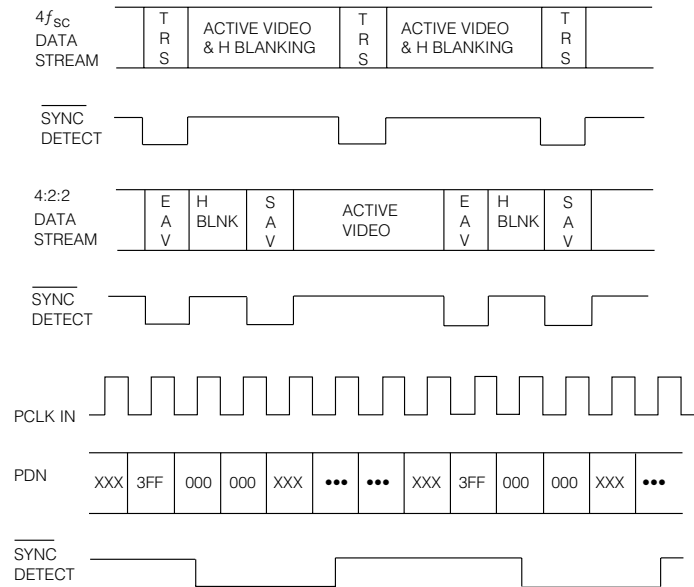 4fSC
DATA
STREAM
T
R
S
ACTIVE VIDEO
& H BLANKING
T
R
S
ACTIVE VIDEO
& H BLANKING
T
R
S
SYNC
DETECT
4:2:2
DATA
STREAM
E
A
V
H
BLNK
S
A
V
ACTIVE
VIDEO
E
A
V
H
BLNK
S
A
V
SYNC
DETECT
PCLK IN
PDN
XXX 3FF 000 000 XXX ••• ••• XXX 3FF 000 000 XXX •••
SYNC
DETECT